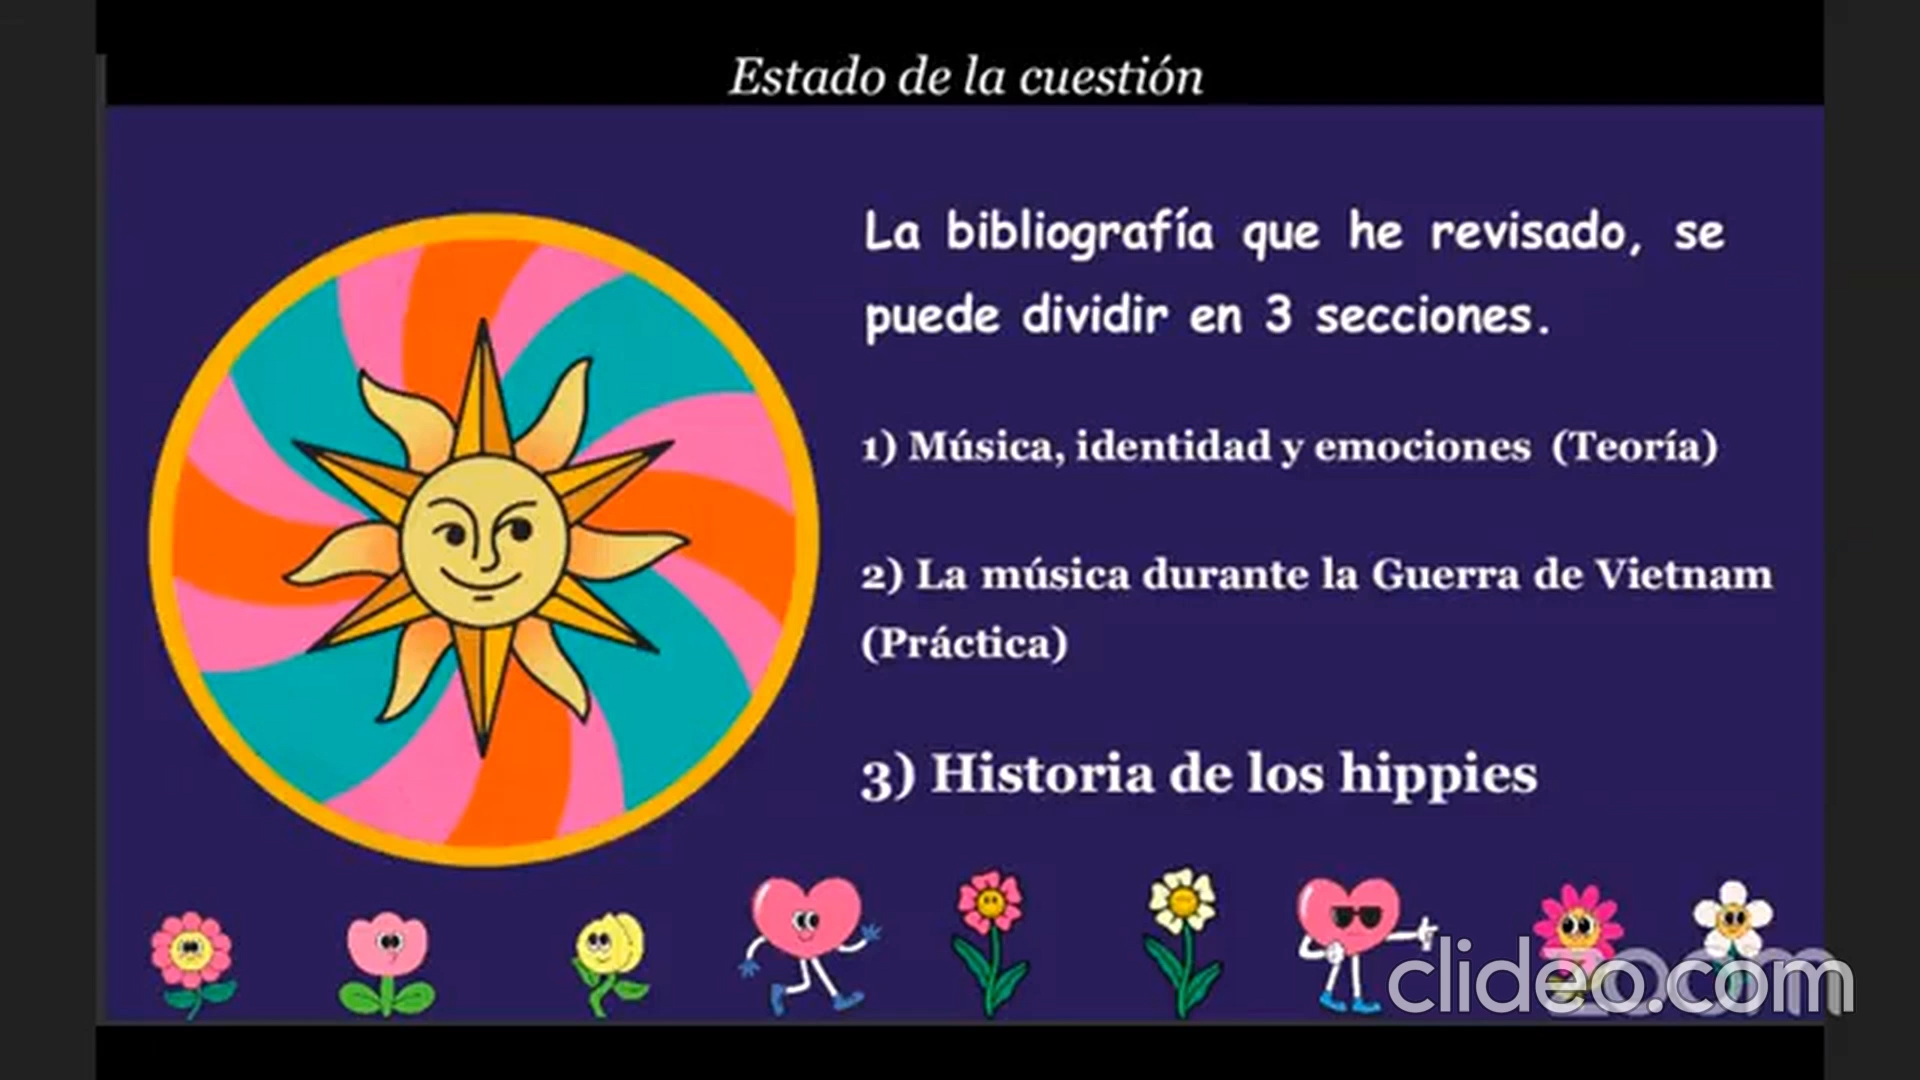 Estado de la cuestión
La bibliografía que he revisado, se
puede dividir en 3 secciones.
1) Música, identidad y emociones (Teoría)
2) La música durante la Guerra de Vietnam
(Práctica)
3) Historia de los hippies
clideo.com
zoom